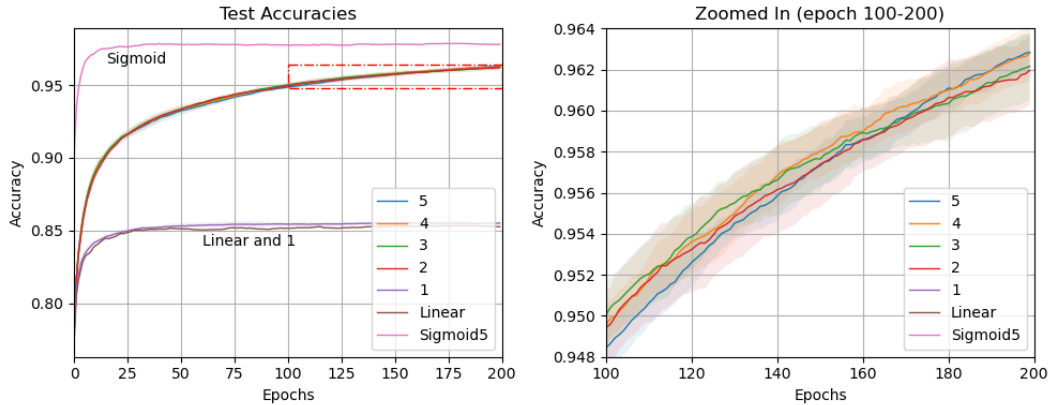 Test Accuracies
Accuracy
0.95
0.90
0.85
0.80
Sigmoid
Linear and 1
5
4
3
2
1
Linear
Sigmoid5
0 25 50 75 100 125 150 175 200
Epochs
Zoomed In (epoch 100-200)
Accuracy
0.964
0.962
0.960
0.958
0.956
0.954
0.952
0.950
0.948
5
4
3
2
1
Linear
Sigmoid5
100 120 140 160 180 200
Epochs